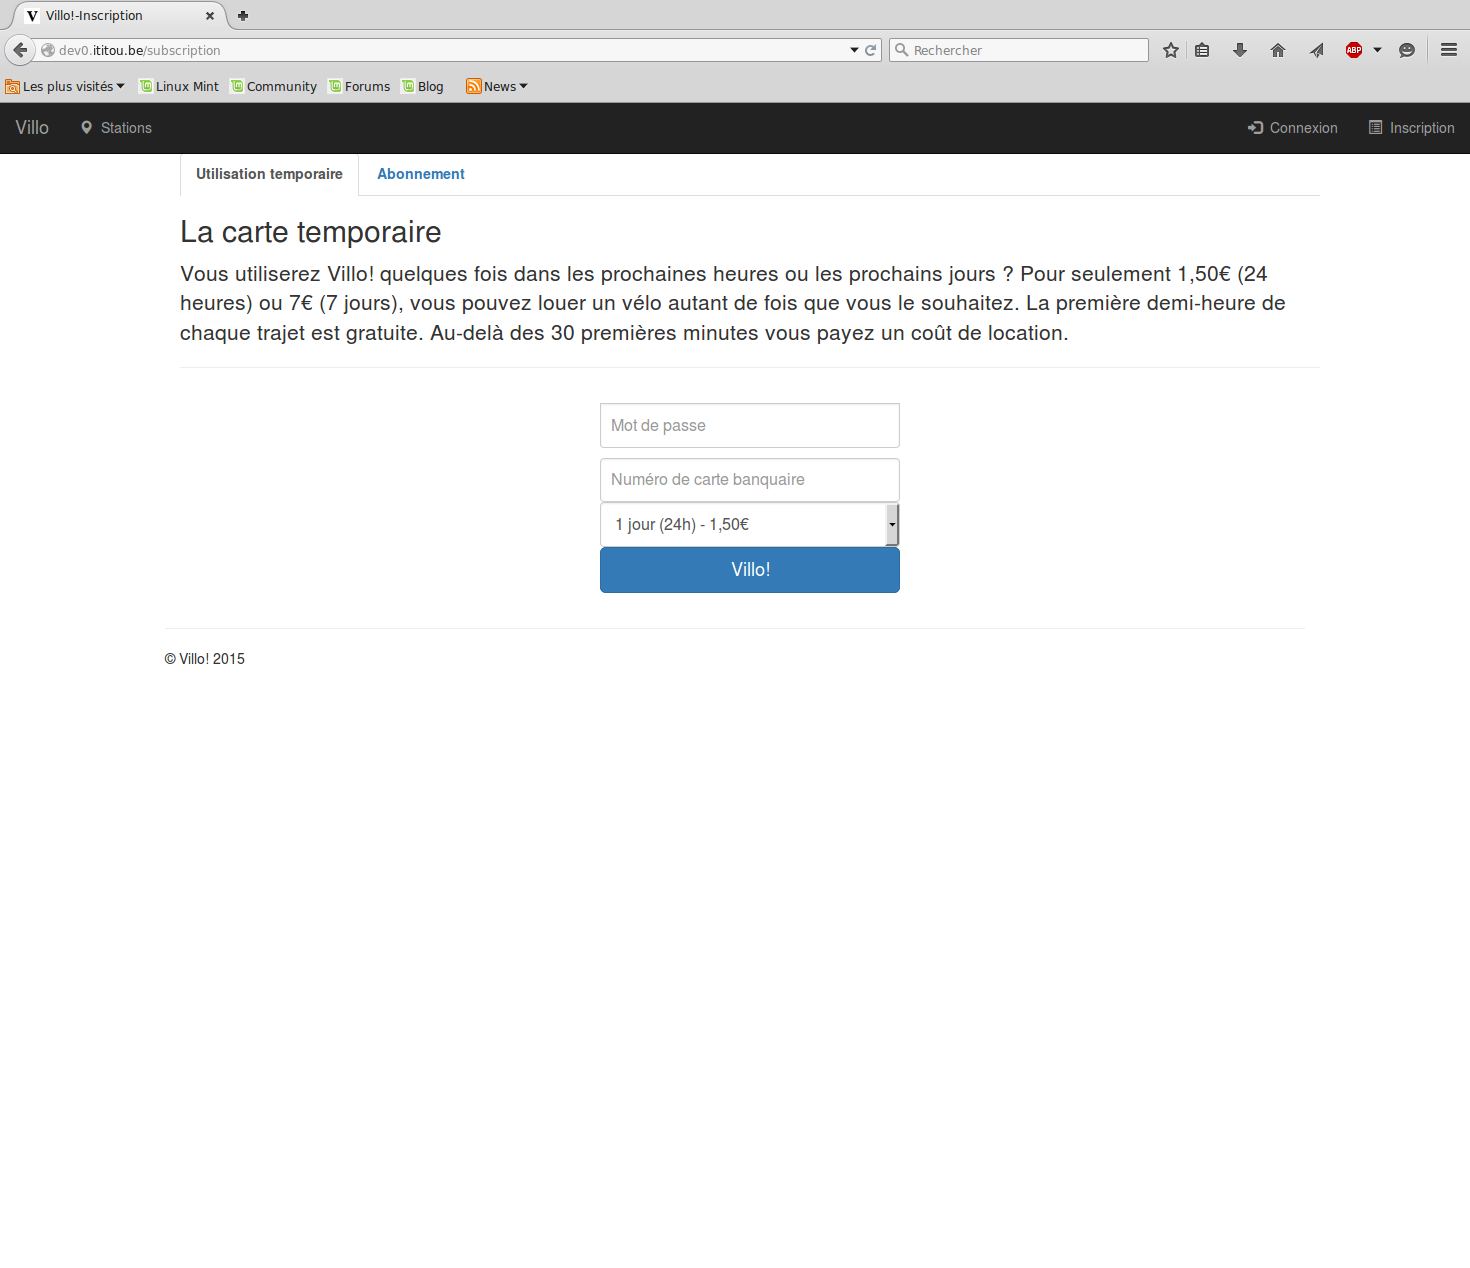 V Villo!-Inscription
dev0.ititou.be/subscription
Rechercher
ABP
Les plus visités
Linux Mint
Community
Forums
Blog
News
Villo
Stations
Connexion
Inscription
Utilisation temporaire
Abonnement
La carte temporaire
Vous utiliserez Villo! quelques fois dans les prochaines heures ou les prochains jours ? Pour seulement 1,50€ (24
heures) ou 7€ (7 jours), vous pouvez louer un vélo autant de fois que vous le souhaitez. La première demi-heure de
chaque trajet est gratuite. Au-delà des 30 premières minutes vous payez un coût de location.
Mot de passe
Numéro de carte banquaire
1 jour (24h) - 1,50€
Villo!
© Villo! 2015